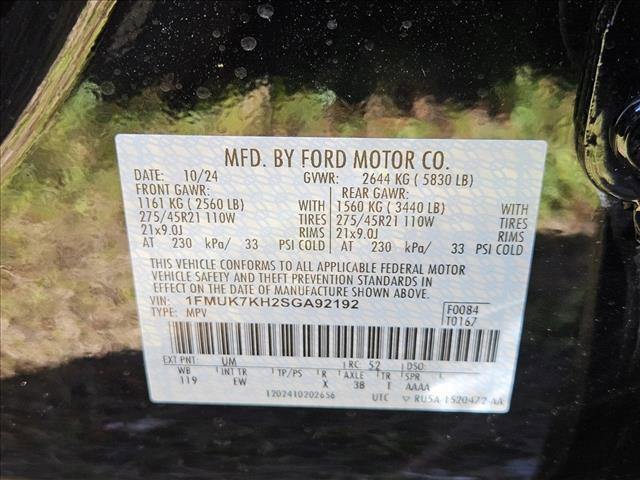 MFD. BY FORD MOTOR CO.
DATE: 10/24 GVWR: 2644 KG ( 5830 LB)
FRONT GAWR: REAR GAWR:
1161 KG ( 2560 LB) WITH 1560 KG ( 3440 LB) WITH
275/45R21 110W TIRES 275/45R21 110W TIRES
21x9.0J RIMS 21x9.0J RIMS
AT 230 kPa/ 33 PSI COLD AT 230 kPa/ 33 PSI COLD
THIS VEHICLE CONFORMS TO ALL APPLICABLE FEDERAL MOTOR
VEHICLE SAFETY AND THEFT PREVENTION STANDARDS IN
EFFECT ON THE DATE OF MANUFACTURE SHOWN ABOVE.
VIN: 1FMUK7KH2SGA92192 F0084
TYPE: MPV T0167
EXT PNT: UM RC: 52 DSO:
WB INT TR TP/PS R AXLE TR SPR
119 EW X 38 I AAAA
1202410202656 UTC ▽ RU5A-1520472-AA